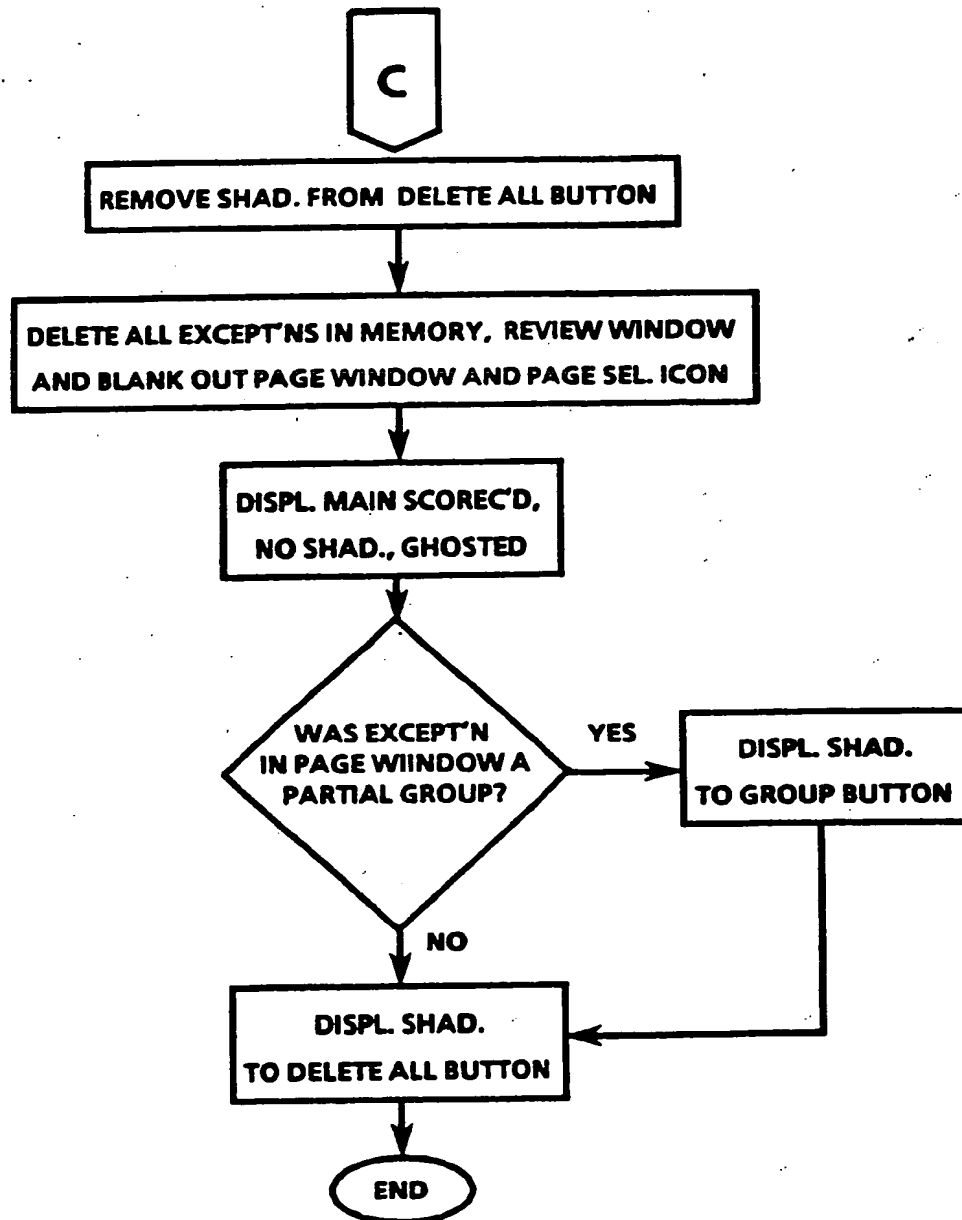 C
REMOVE SHAD. FROM DELETE ALL BUTTON
DELETE ALL EXCEPT'NS IN MEMORY, REVIEW WINDOW
AND BLANK OUT PAGE WINDOW AND PAGE SEL. ICON
DISPL. MAIN SCOREC'D,
NO SHAD., GHOSTED
WAS EXCEPT'N
IN PAGE WIINDOW A
PARTIAL GROUP?
YES
DISPL. SHAD.
TO GROUP BUTTON
NO
DISPL. SHAD.
TO DELETE ALL BUTTON
END